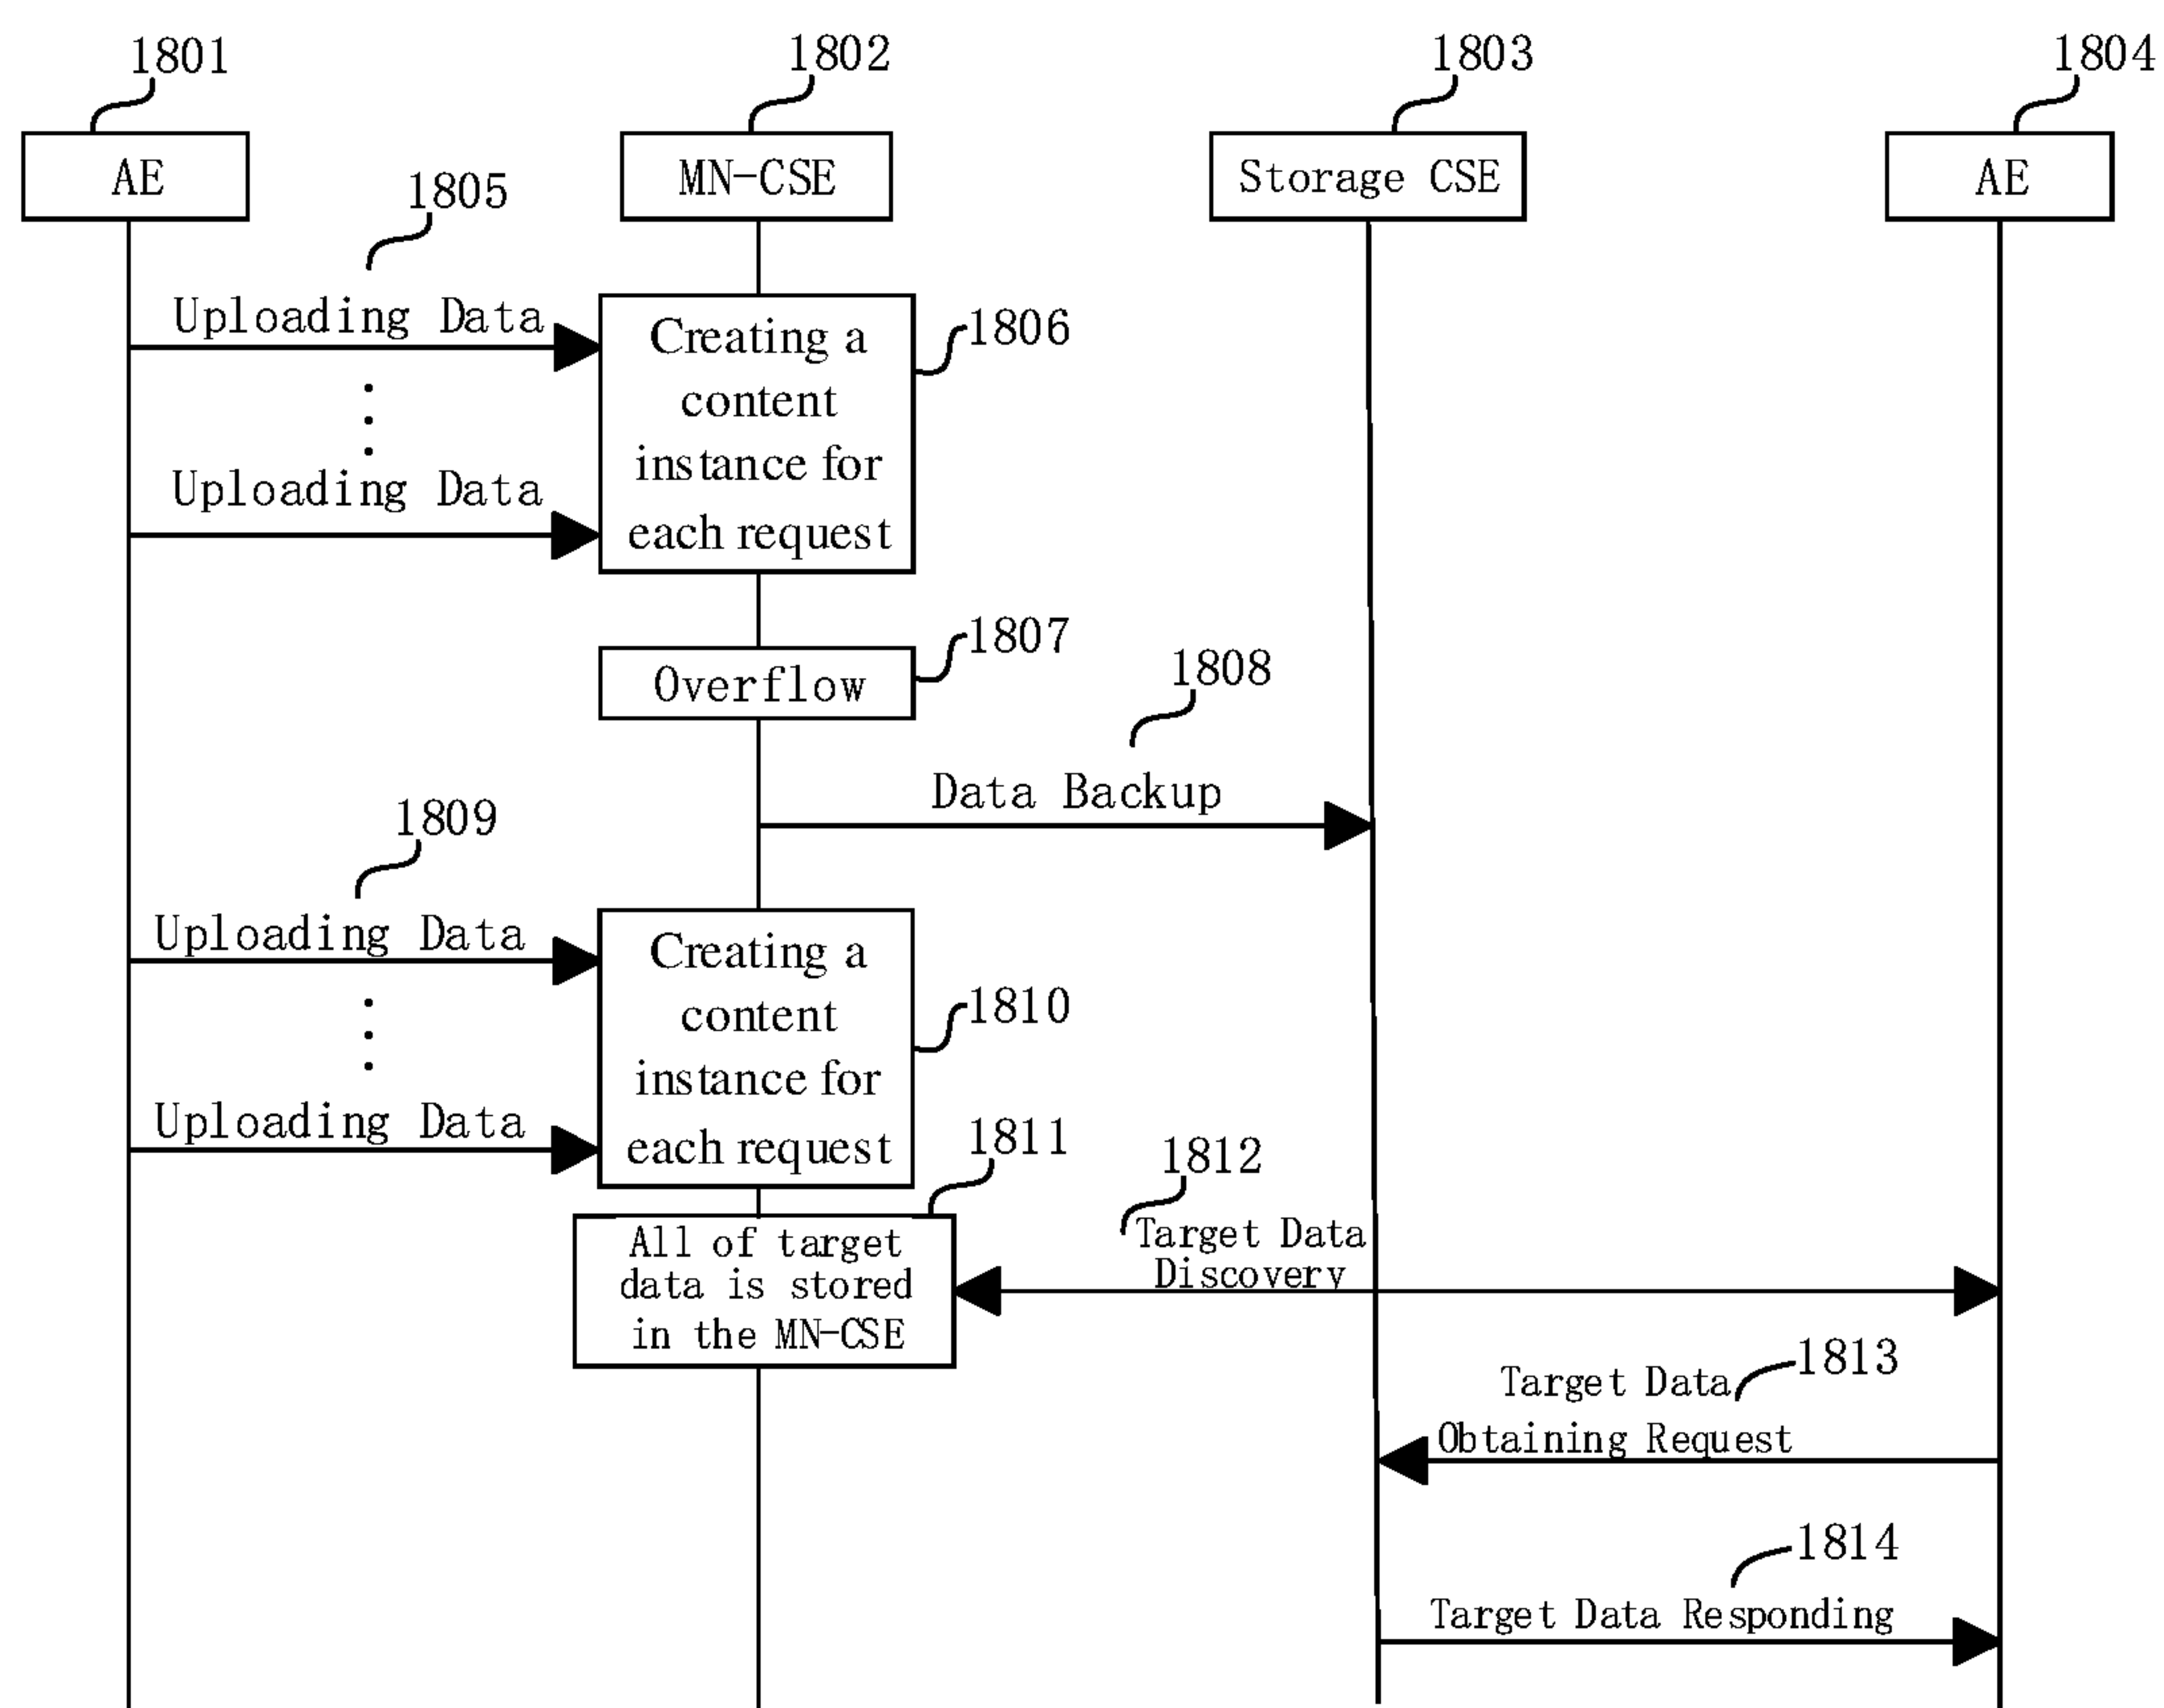 1801
1802
1803
1804
AE
MN-CSE
Storage CSE
AE
1805
Uploading Data
Uploading Data
Creating a
content
instance for
each request
1806
Overflow
1807
1808
Data Backup
1809
Uploading Data
Uploading Data
Creating a
content
instance for
each request
1810
1811
All of target
data is stored
in the MN-CSE
1812
Target Data
Discovery
1813
Target Data
Obtaining Request
1814
Target Data Responding